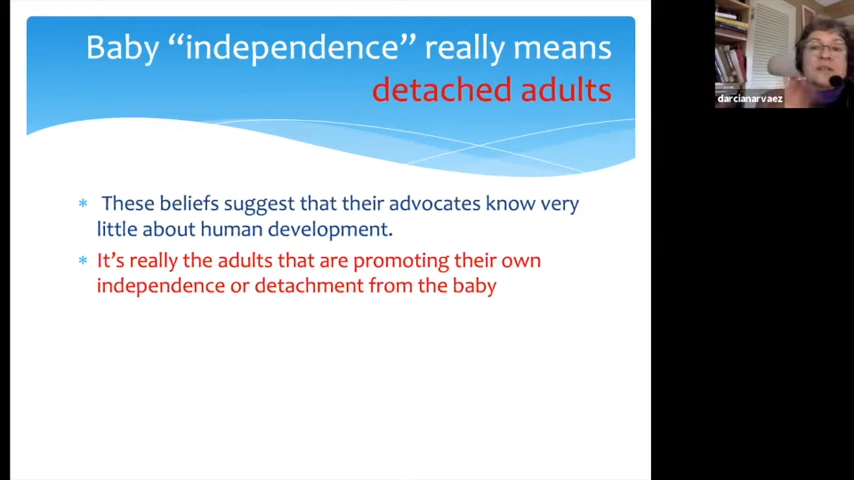 Baby “independence” really means
detached adults
* These beliefs suggest that their advocates know very
little about human development.
* It’s really the adults that are promoting their own
independence or detachment from the baby
darcianarvaez